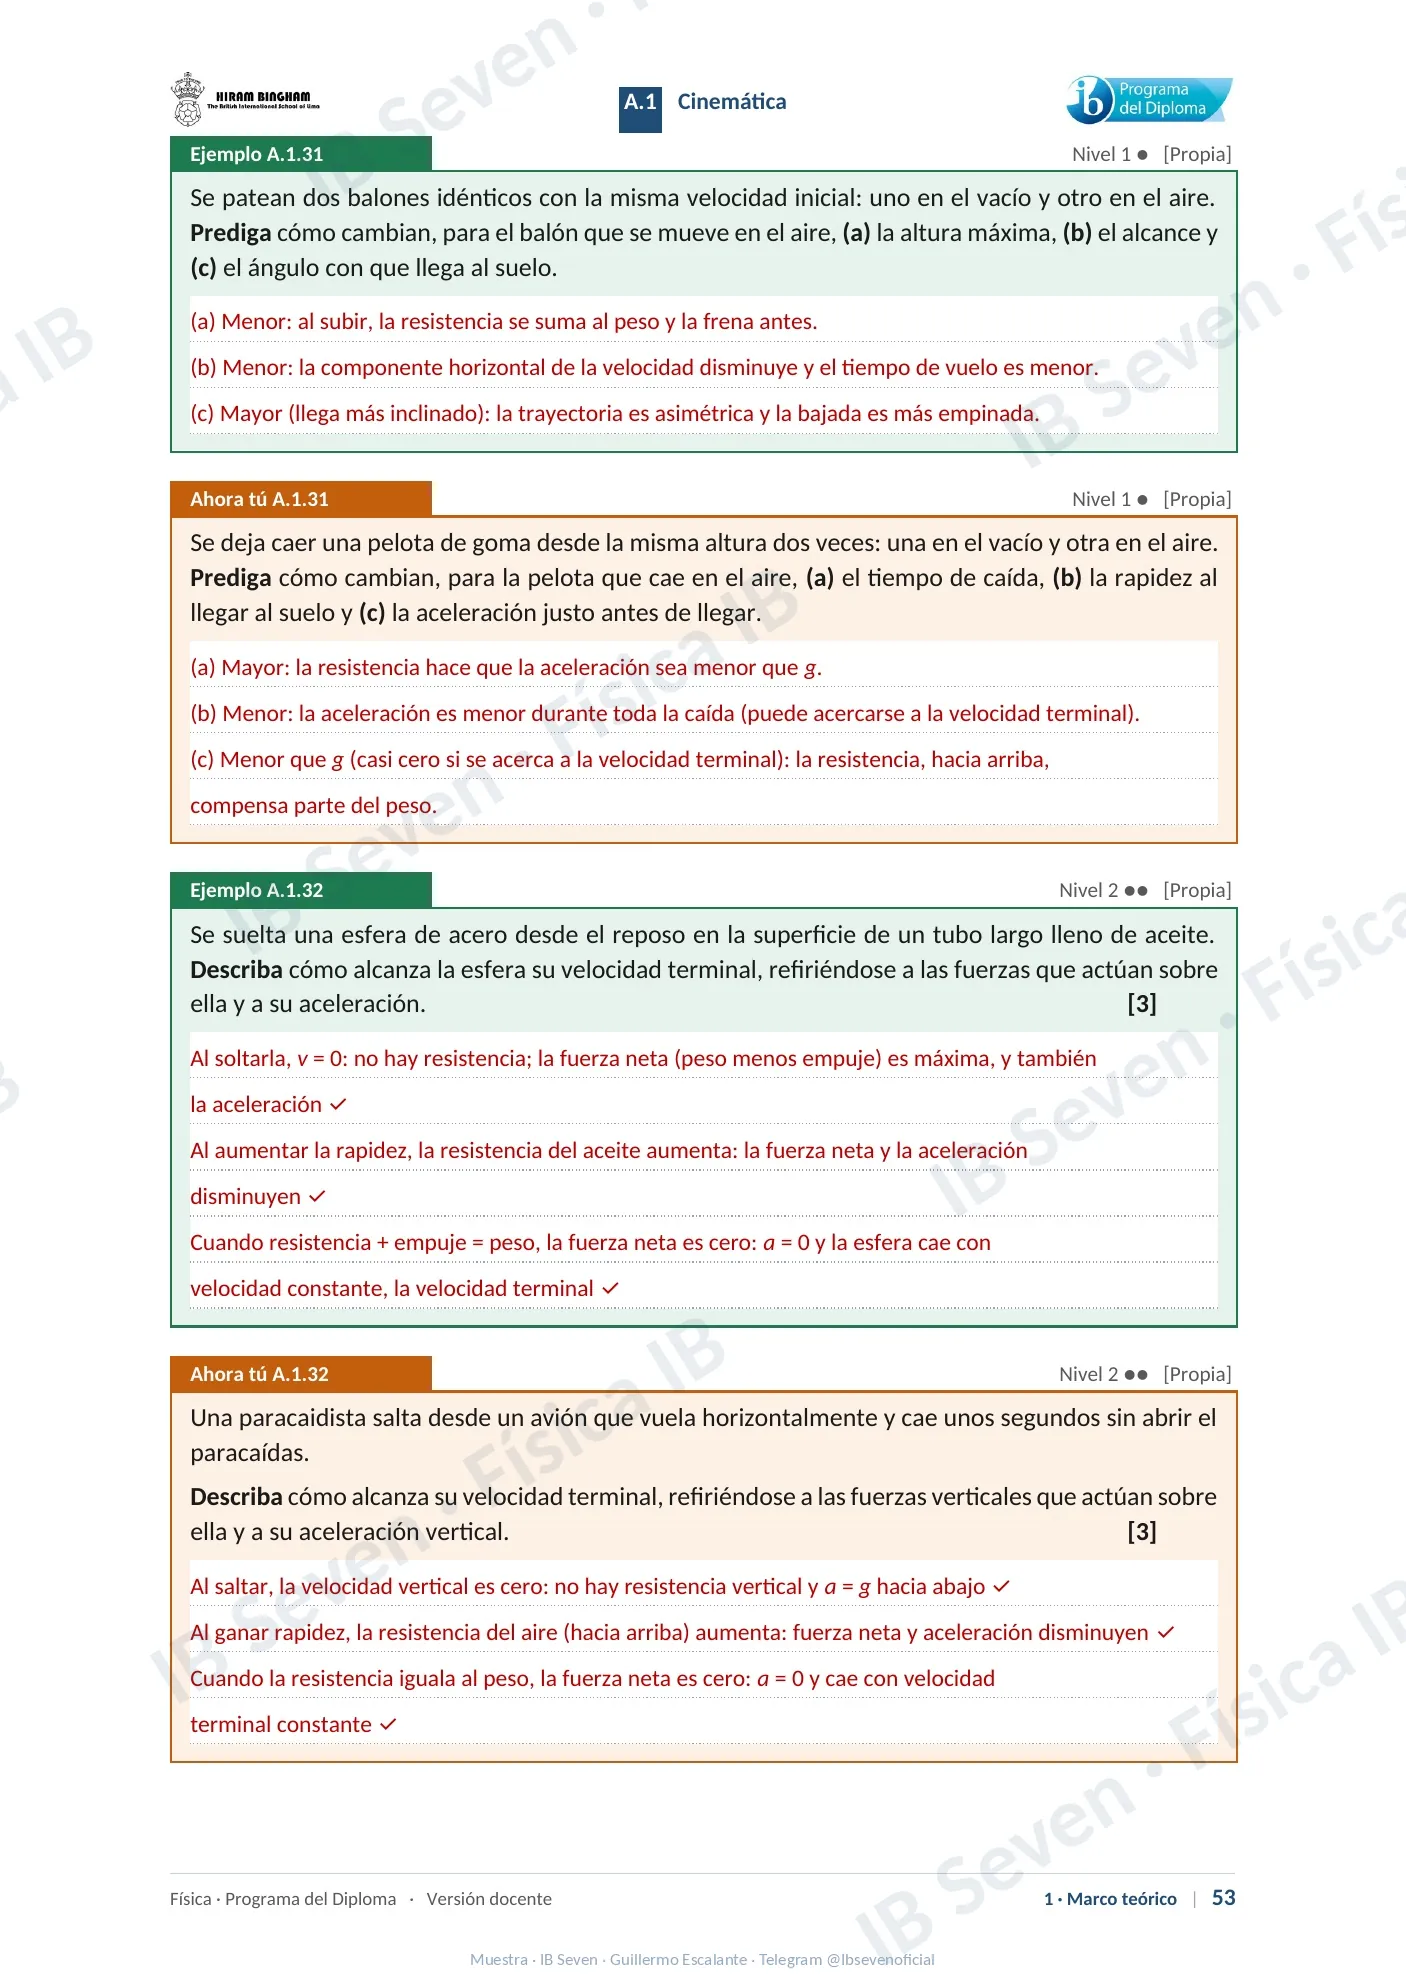 HIRAM BINGHAM
The British International School of Lima
A.1 Cinemática
Programa
del Diploma
Ejemplo A.1.31 Nivel 1 ● [Propia]
Se patean dos balones idénticos con la misma velocidad inicial: uno en el vacío y otro en el aire.
Prediga cómo cambian, para el balón que se mueve en el aire, (a) la altura máxima, (b) el alcance y
(c) el ángulo con que llega al suelo.
(a) Menor: al subir, la resistencia se suma al peso y la frena antes.
(b) Menor: la componente horizontal de la velocidad disminuye y el tiempo de vuelo es menor.
(c) Mayor (llega más inclinado): la trayectoria es asimétrica y la bajada es más empinada.
Ahora tú A.1.31 Nivel 1 ● [Propia]
Se deja caer una pelota de goma desde la misma altura dos veces: una en el vacío y otra en el aire.
Prediga cómo cambian, para la pelota que cae en el aire, (a) el tiempo de caída, (b) la rapidez al
llegar al suelo y (c) la aceleración justo antes de llegar.
(a) Mayor: la resistencia hace que la aceleración sea menor que g.
(b) Menor: la aceleración es menor durante toda la caída (puede acercarse a la velocidad terminal).
(c) Menor que g (casi cero si se acerca a la velocidad terminal): la resistencia, hacia arriba,
compensa parte del peso.
Ejemplo A.1.32 Nivel 2 ●● [Propia]
Se suelta una esfera de acero desde el reposo en la superficie de un tubo largo lleno de aceite.
Describa cómo alcanza la esfera su velocidad terminal, refiriéndose a las fuerzas que actúan sobre
ella y a su aceleración. [3]
Al soltarla, v = 0: no hay resistencia; la fuerza neta (peso menos empuje) es máxima, y también
la aceleración ✓
Al aumentar la rapidez, la resistencia del aceite aumenta: la fuerza neta y la aceleración
disminuyen ✓
Cuando resistencia + empuje = peso, la fuerza neta es cero: a = 0 y la esfera cae con
velocidad constante, la velocidad terminal ✓
Ahora tú A.1.32 Nivel 2 ●● [Propia]
Una paracaidista salta desde un avión que vuela horizontalmente y cae unos segundos sin abrir el
paracaídas.
Describa cómo alcanza su velocidad terminal, refiriéndose a las fuerzas verticales que actúan sobre
ella y a su aceleración vertical. [3]
Al saltar, la velocidad vertical es cero: no hay resistencia vertical y a = g hacia abajo ✓
Al ganar rapidez, la resistencia del aire (hacia arriba) aumenta: fuerza neta y aceleración disminuyen ✓
Cuando la resistencia iguala al peso, la fuerza neta es cero: a = 0 y cae con velocidad
terminal constante ✓
Física · Programa del Diploma · Versión docente 1 · Marco teórico | 53
Muestra · IB Seven · Guillermo Escalante · Telegram @Ibsevenoficial
IB Seven · Física IB